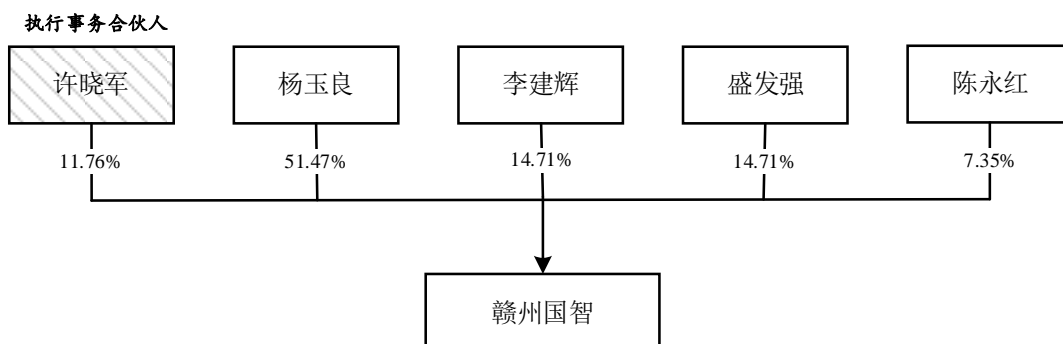 执行事务合伙人
许晓军
杨玉良
李建辉
盛发强
陈永红
11.76%
51.47%
14.71%
14.71%
7.35%
赣州国智